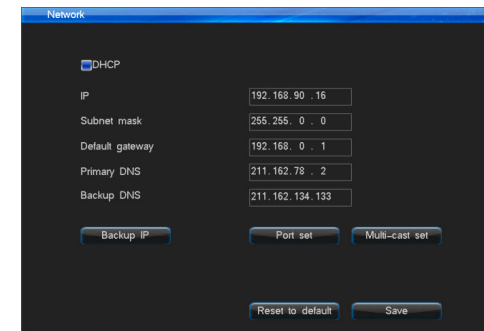 Network
DHCP
IP 192.168.90 .16
Subnet mask 255.255. 0 . 0
Default gateway 192.168. 0 . 1
Primary DNS 211.162.78 . 2
Backup DNS 211.162.134.133
Backup IP Port set Multi-cast set
Reset to default Save